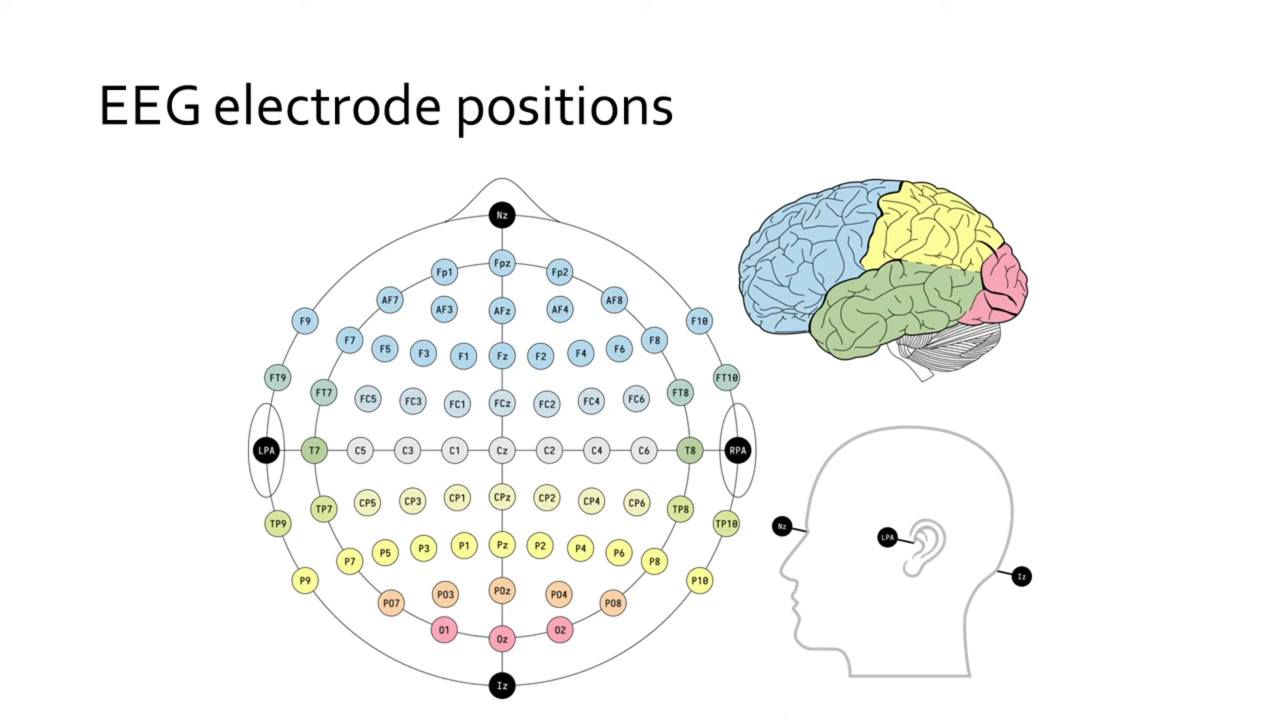 EEG electrode positions
Nz
Fp1 Fpz Fp2
AF7 AF3 AFz AF4 AF8
F9 F7 F5 F3 F1 Fz F2 F4 F6 F8 F10
FT9 FT7 FC5 FC3 FC1 FCz FC2 FC4 FC6 FT8 FT10
LPA T7 C5 C3 C1 Cz C2 C4 C6 T8 RPA
TP9 TP7 CP5 CP3 CP1 CPz CP2 CP4 CP6 TP8 TP10
P9 P7 P5 P3 P1 Pz P2 P4 P6 P8 P10
PO7 PO3 POz PO4 PO8
O1 Oz O2
Iz
Nz
LPA
Iz